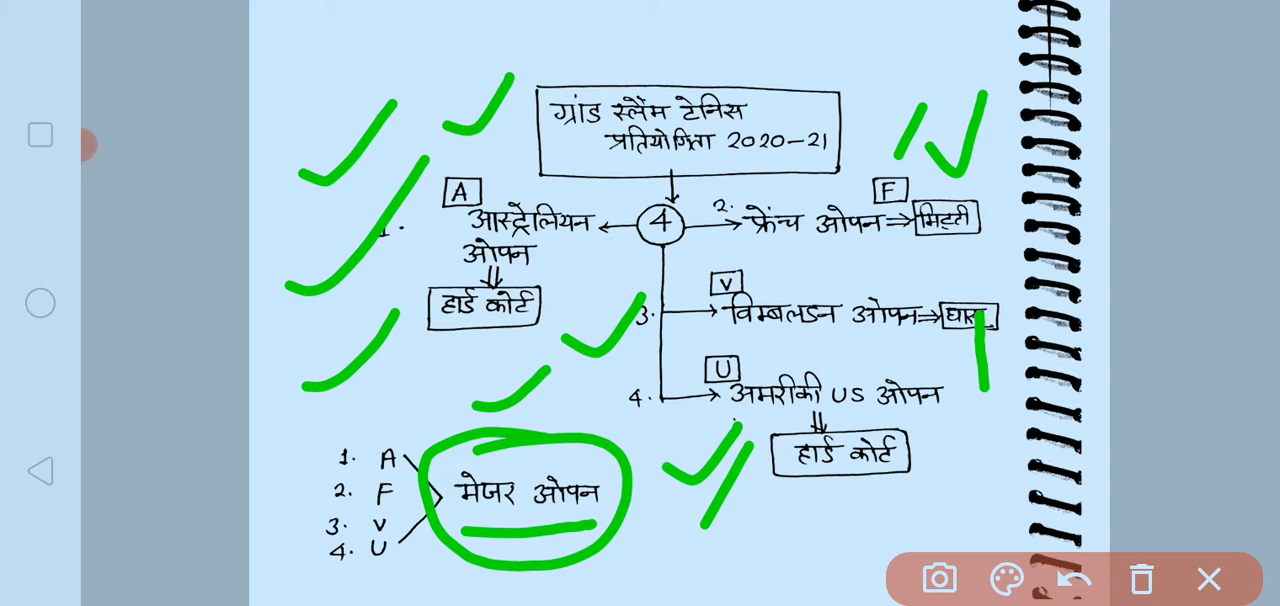 ग्रांड स्लैम टेनिस
प्रतियोगिता 2020-21
A
F
4
1. आस्ट्रेलियन
ओपन
हार्ड कोर्ट
2. फ्रेंच ओपन ⇒ मिट्टी
V
3. विम्बलडन ओपन ⇒ घास
U
4. अमरीकी US ओपन
हार्ड कोर्ट
1. A
2. F
3. V
4. U
मेजर ओपन